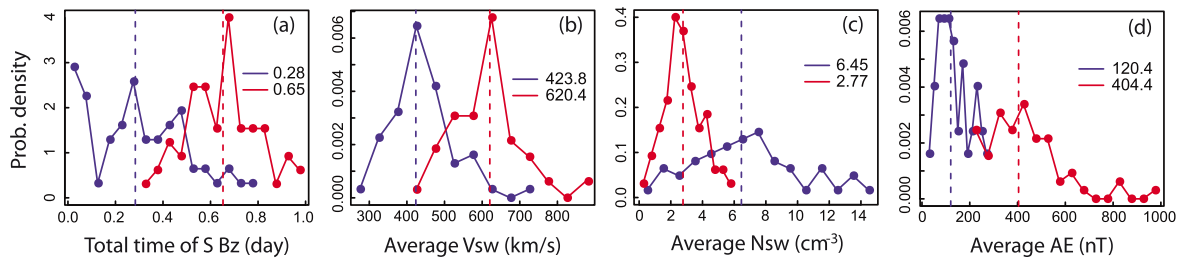 Prob. density
4
3
2
1
0
(a)
0.28
0.65
0.0 0.2 0.4 0.6 0.8 1.0
Total time of S Bz (day)
0.006
0.004
0.002
0.000
(b)
423.8
620.4
300 400 500 600 700 800
Average Vsw (km/s)
0.4
0.3
0.2
0.1
0.0
(c)
6.45
2.77
0 2 4 6 8 10 12 14
Average Nsw (cm-3)
0.006
0.004
0.002
0.000
(d)
120.4
404.4
0 200 400 600 800 1000
Average AE (nT)